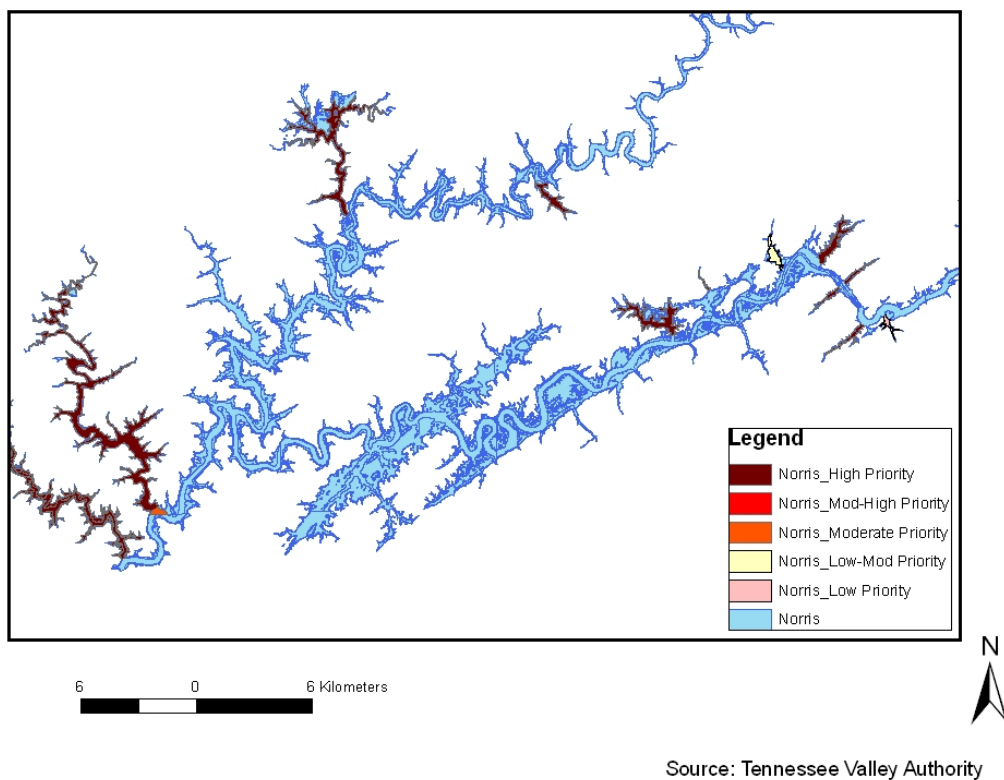 Legend
Norris_High Priority
Norris_Mod-High Priority
Norris_Moderate Priority
Norris_Low-Mod Priority
Norris_Low Priority
Norris
N
6 0 6 Kilometers
Source: Tennessee Valley Authority